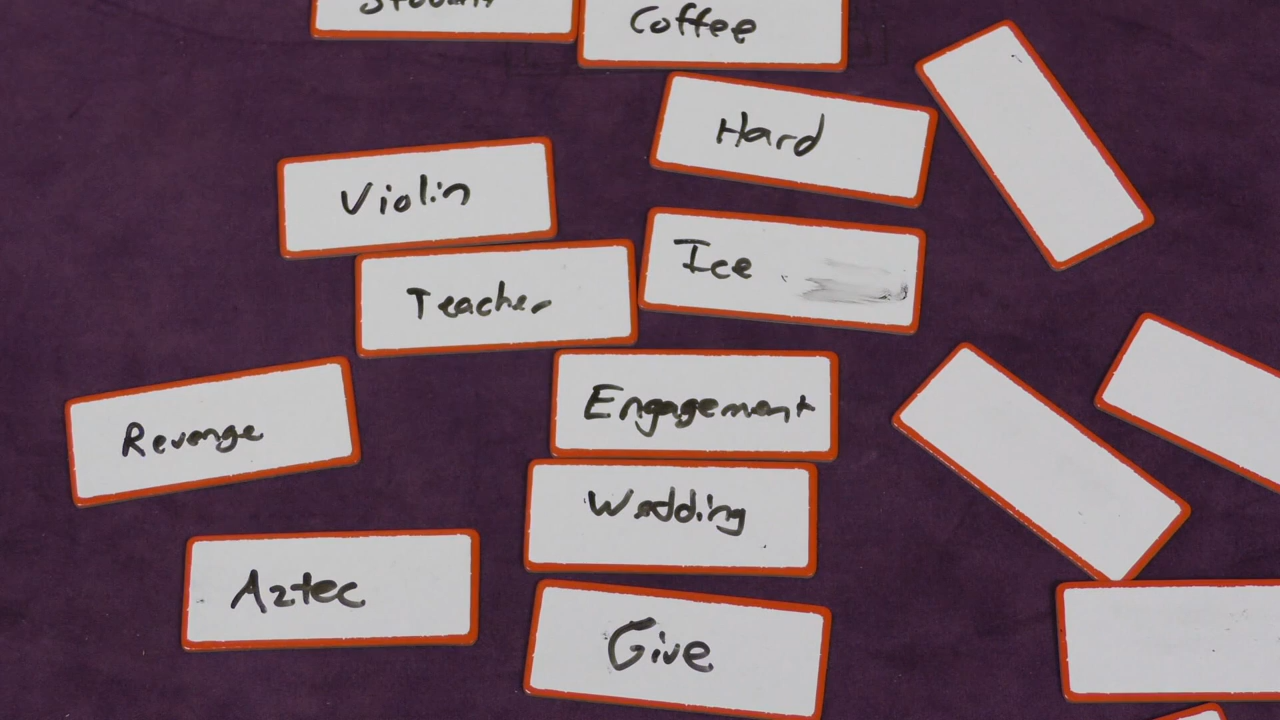 Coffee
Hard
Violin
Ice
Teacher
Engagement
Revenge
Wedding
Aztec
Give